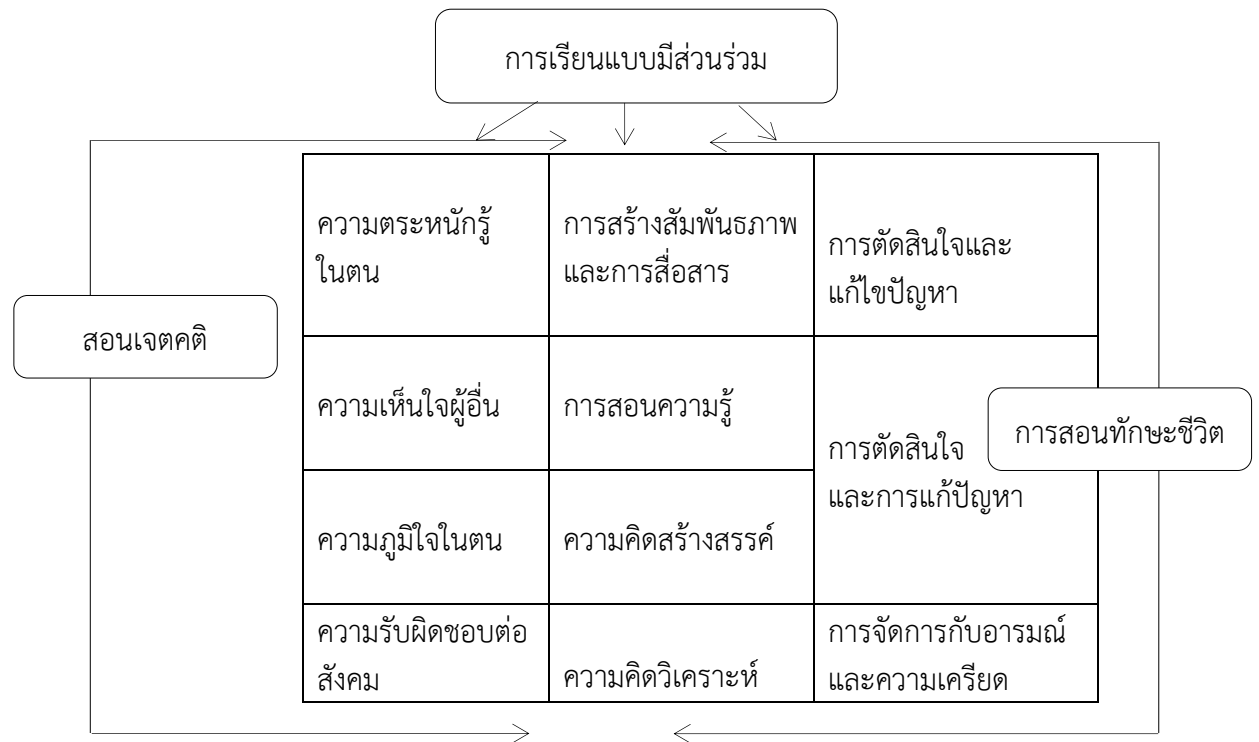 การเรียนแบบมีส่วนร่วม
ความตระหนักรู้
ในตน
การสร้างสัมพันธภาพ
และการสื่อสาร
การตัดสินใจและ
แก้ไขปัญหา
สอนเจตคติ
ความเห็นใจผู้อื่น
การสอนความรู้
การตัดสินใจ
และการแก้ปัญหา
การสอนทักษะชีวิต
ความภูมิใจในตน
ความคิดสร้างสรรค์
ความรับผิดชอบต่อ
สังคม
ความคิดวิเคราะห์
การจัดการกับอารมณ์
และความเครียด